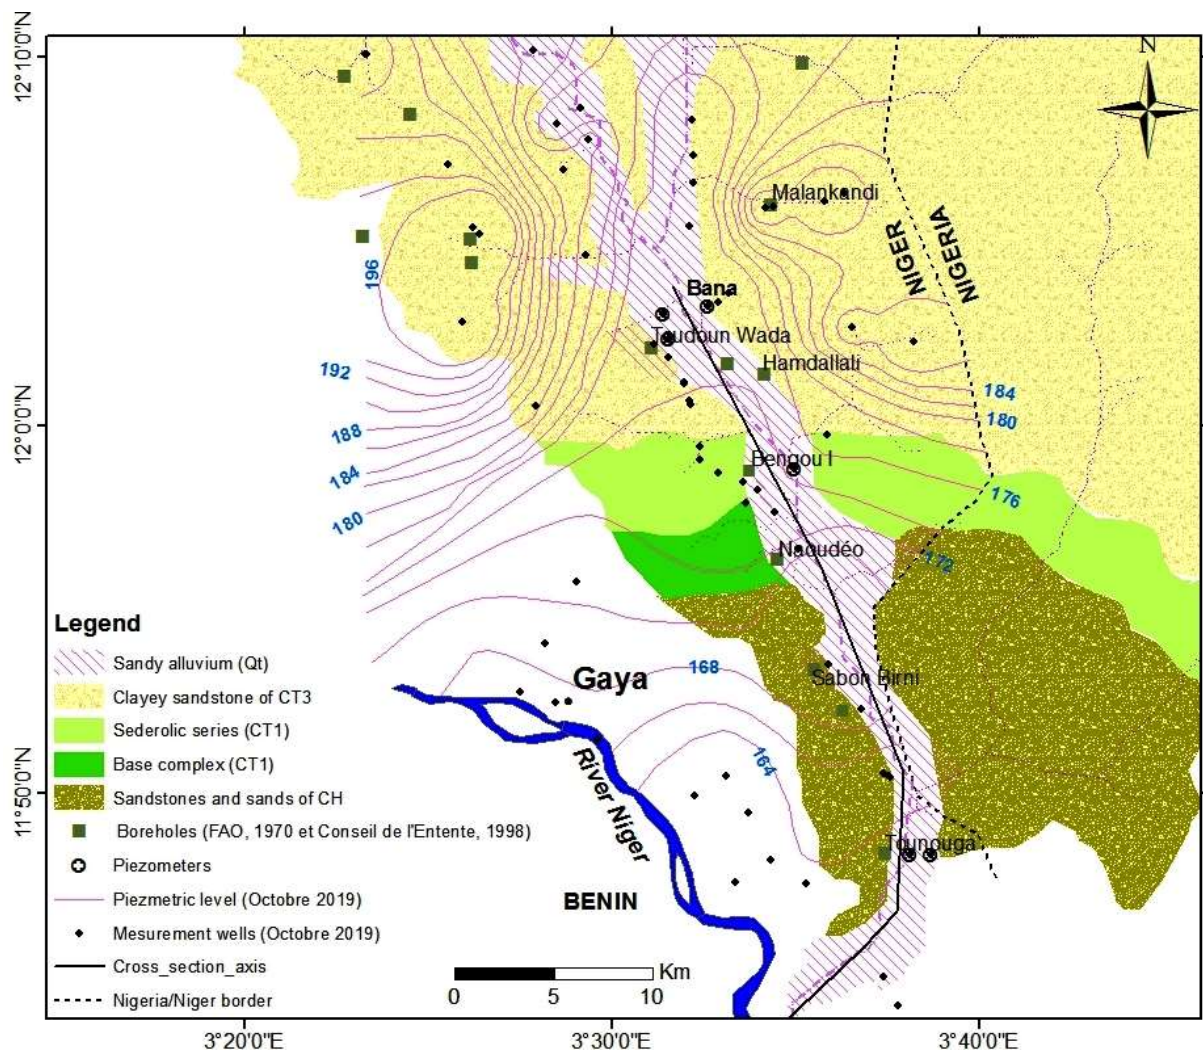 12°10'0"N
N
Malankandi
NIGER
NIGERIA
196
Bana
Toudoun Wada
Hamdallali
192
184
180
12°0'0"N
188
Bengou I
184
176
180
Naoudéo
172
Legend
Sandy alluvium (Qt)
168
Gaya
Sabon Birni
Clayey sandstone of CT3
Sederolic series (CT1)
Base complex (CT1)
164
11°50'0"N
Sandstones and sands of CH
River Niger
Boreholes (FAO, 1970 et Conseil de l'Entente, 1998)
Tounouga
Piezometers
Piezmetric level (Octobre 2019)
BENIN
Mesurement wells (Octobre 2019)
Cross_section_axis
Km
Nigeria/Niger border
0 5 10
3°20'0"E 3°30'0"E 3°40'0"E